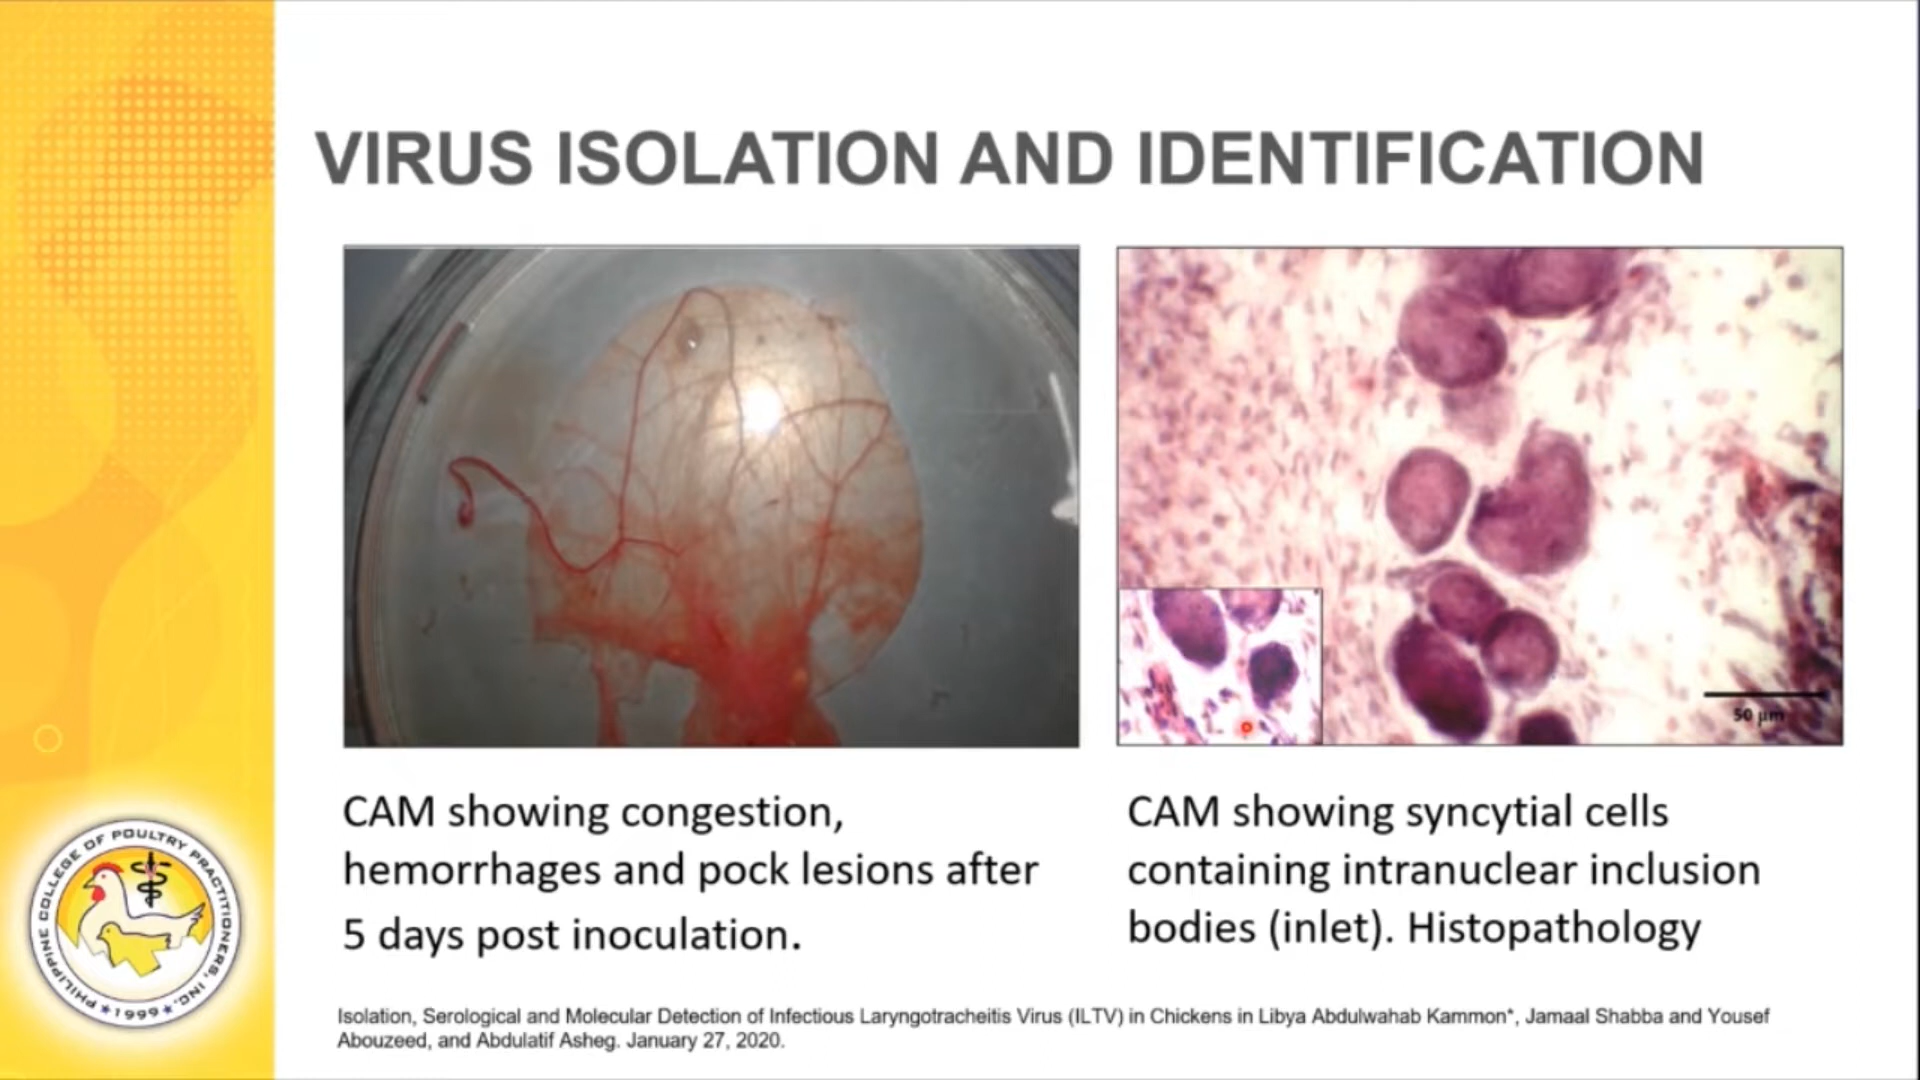 VIRUS ISOLATION AND IDENTIFICATION
50 µm
CAM showing congestion,
hemorrhages and pock lesions after
5 days post inoculation.
CAM showing syncytial cells
containing intranuclear inclusion
bodies (inlet). Histopathology
PHILIPPINE COLLEGE OF POULTRY PRACTITIONERS, INC.
1999
Isolation, Serological and Molecular Detection of Infectious Laryngotracheitis Virus (ILTV) in Chickens in Libya Abdulwahab Kammon*, Jamaal Shabba and Yousef
Abouzeed, and Abdulatif Asheg. January 27, 2020.